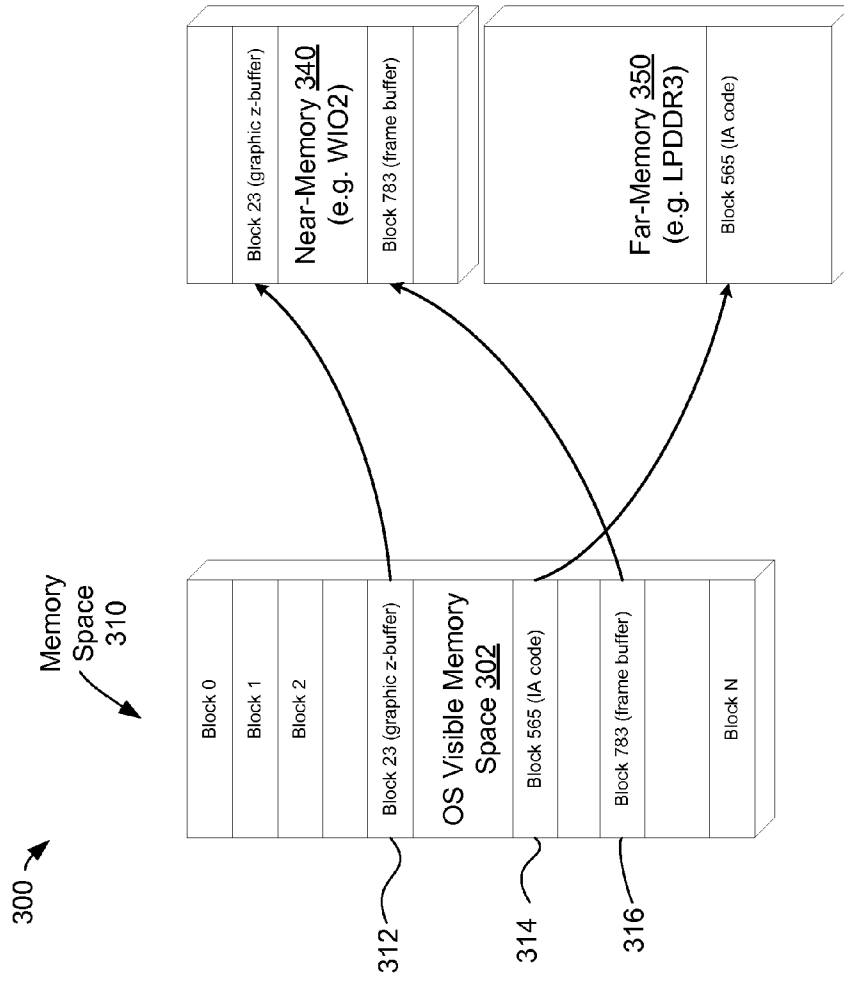 300
Memory
Space
310
Block 0
Block 1
Block 2
Block 23 (graphic z-buffer)
OS Visible Memory
Space 302
Block 565 (IA code)
Block 783 (frame buffer)
Block N
312
314
316
Block 23 (graphic z-buffer)
Near-Memory 340
(e.g. WIO2)
Block 783 (frame buffer)
Far-Memory 350
(e.g. LPDDR3)
Block 565 (IA code)